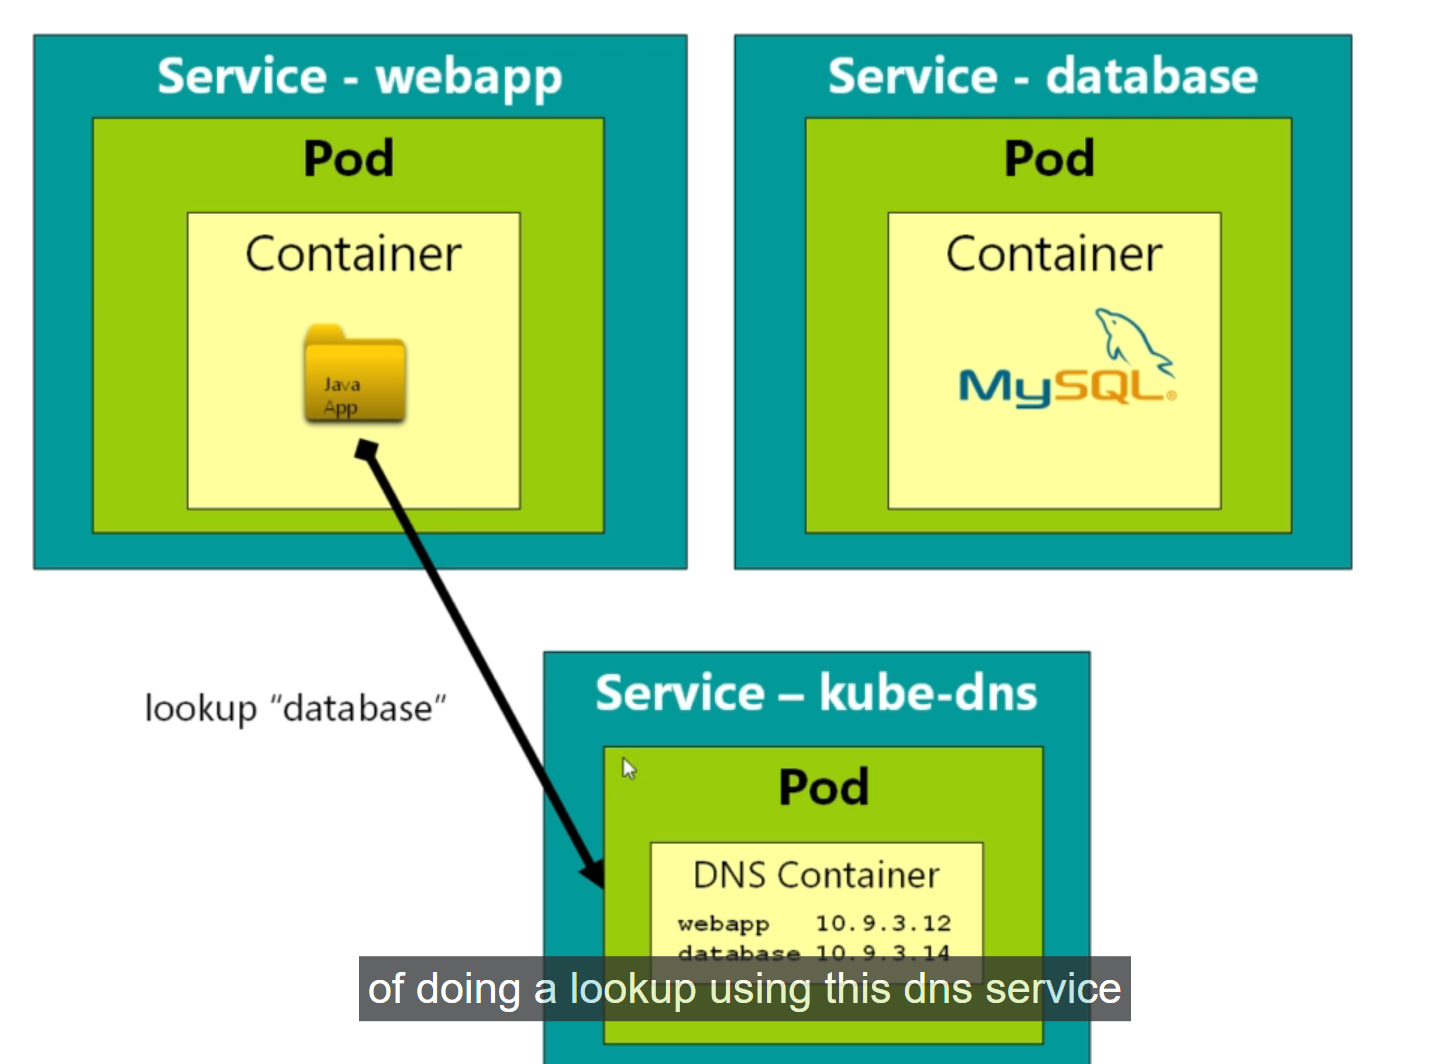 Service - webapp
Pod
Container
Java
App
Service - database
Pod
Container
MySQL®
lookup “database”
Service – kube-dns
Pod
DNS Container
webapp 10.9.3.12
database 10.9.3.14
of doing a lookup using this dns service